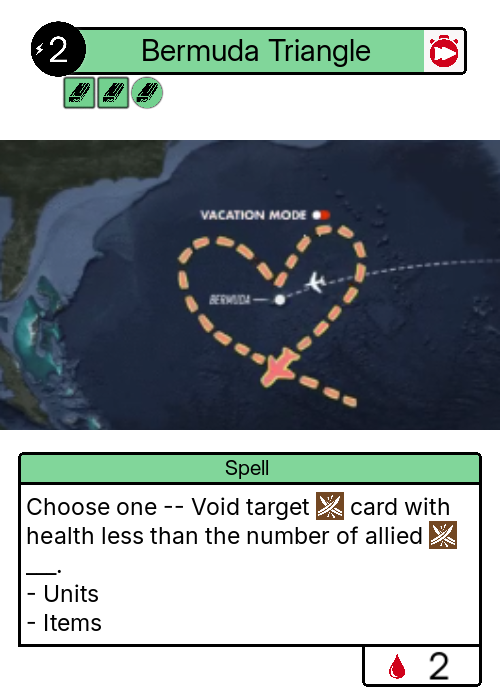 2
Bermuda Triangle
VACATION MODE
BERMUDA
Spell
Choose one -- Void target card with
health less than the number of allied
___.
- Units
- Items
2